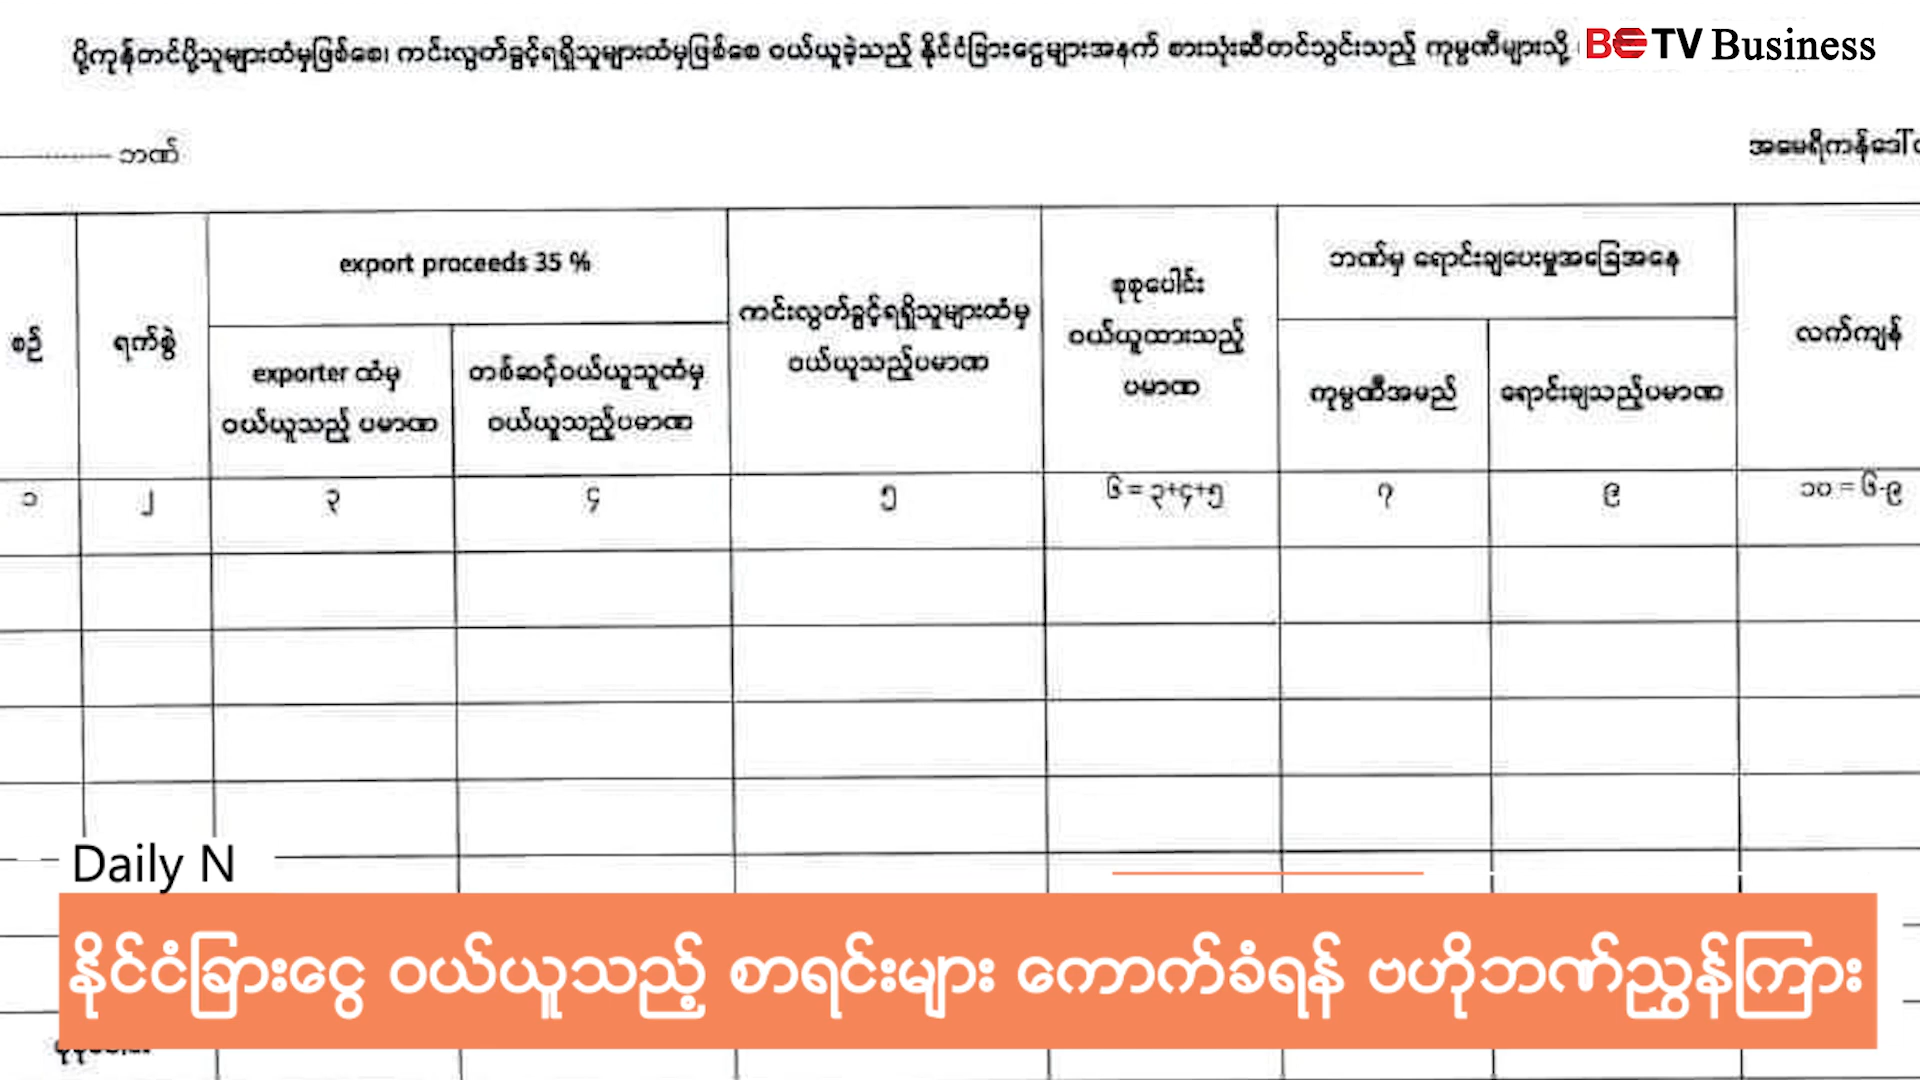 ပို့ကုန်တင်ပို့သူများထံမှဖြစ်စေ၊ ကင်းလွတ်ခွင့်ရရှိသူများထံမှဖြစ်စေ ဝယ်ယူခဲ့သည့် နိုင်ငံခြားငွေများအနက် စားသုံးဆီတင်သွင်းသည့် ကုမ္ပဏီများသို့
BETV Business
ဘဏ်
အမေရိကန်ဒေါ်
စဉ်
ရက်စွဲ
export proceeds 35 %
exporter ထံမှ
ဝယ်ယူသည့် ပမာဏ
တစ်ဆင့်ဝယ်ယူသူထံမှ
ဝယ်ယူသည့်ပမာဏ
ကင်းလွတ်ခွင့်ရရှိသူများထံမှ
ဝယ်ယူသည့်ပမာဏ
စုစုပေါင်း
ဝယ်ယူထားသည့်
ပမာဏ
ဘဏ်မှ ရောင်းချပေးမှုအခြေအနေ
ကုမ္ပဏီအမည်
ရောင်းချသည့်ပမာဏ
လက်ကျန်
၁ ၂ ၃ ၄ ၅ ၆ = ၃+၄+၅ ၇ ၉ ၁၀ = ၆-၉
Daily N
နိုင်ငံခြားငွေ ဝယ်ယူသည့် စာရင်းများ ကောက်ခံရန် ဗဟိုဘဏ်ညွှန်ကြား